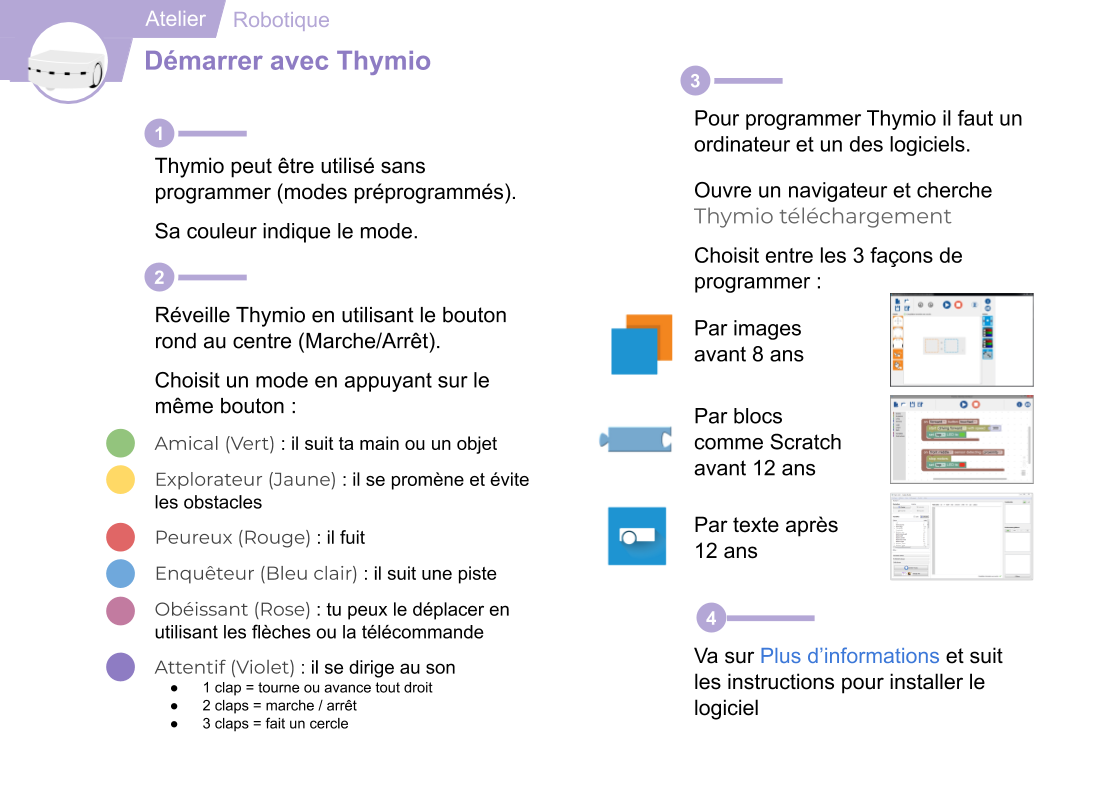 Atelier
Robotique
Démarrer avec Thymio
1
Thymio peut être utilisé sans
programmer (modes préprogrammés).
Sa couleur indique le mode.
2
Réveille Thymio en utilisant le bouton
rond au centre (Marche/Arrêt).
Choisit un mode en appuyant sur le
même bouton :
Amical (Vert) : il suit ta main ou un objet
Explorateur (Jaune) : il se promène et évite
les obstacles
Peureux (Rouge) : il fuit
Enquêteur (Bleu clair) : il suit une piste
Obéissant (Rose) : tu peux le déplacer en
utilisant les flèches ou la télécommande
Attentif (Violet) : il se dirige au son
● 1 clap = tourne ou avance tout droit
● 2 claps = marche / arrêt
● 3 claps = fait un cercle
3
Pour programmer Thymio il faut un
ordinateur et un des logiciels.
Ouvre un navigateur et cherche
Thymio téléchargement
Choisit entre les 3 façons de
programmer :
Par images
avant 8 ans
Par blocs
comme Scratch
avant 12 ans
Par texte après
12 ans
4
Va sur Plus d’informations et suit
les instructions pour installer le
logiciel